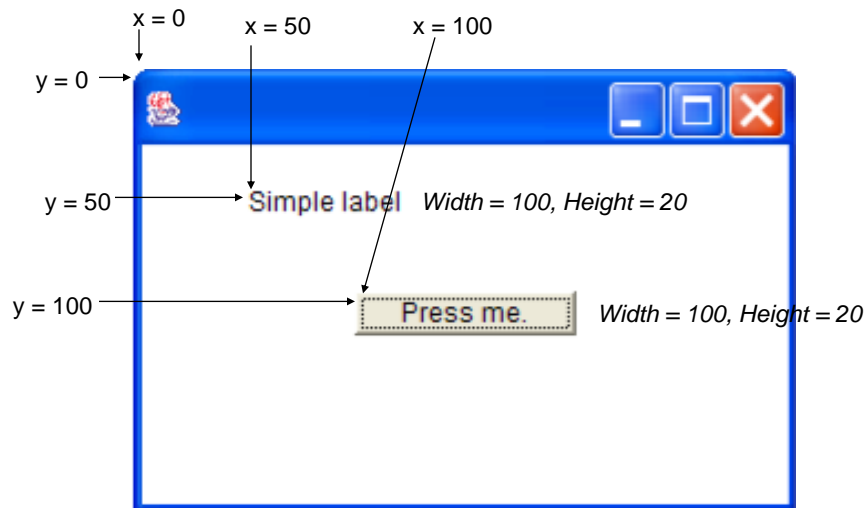 x = 0
x = 50
x = 100
y = 0
y = 50
Simple label
Width = 100, Height = 20
y = 100
Press me.
Width = 100, Height = 20